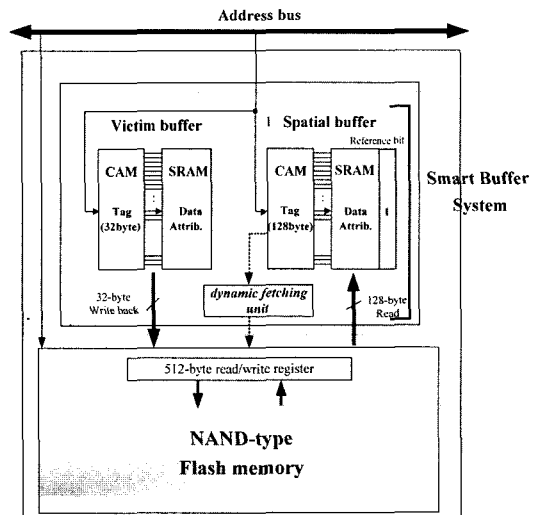 Address bus
Victim buffer
Spatial buffer
Reference bit
CAM
SRAM
CAM
SRAM
Smart Buffer
System
Tag
(32byte)
Data
Attrib.
Tag
(128byte)
Data
Attrib.
32-byte
Write back
dynamic fetching
unit
128-byte
Read
512-byte read/write register
NAND-type
Flash memory